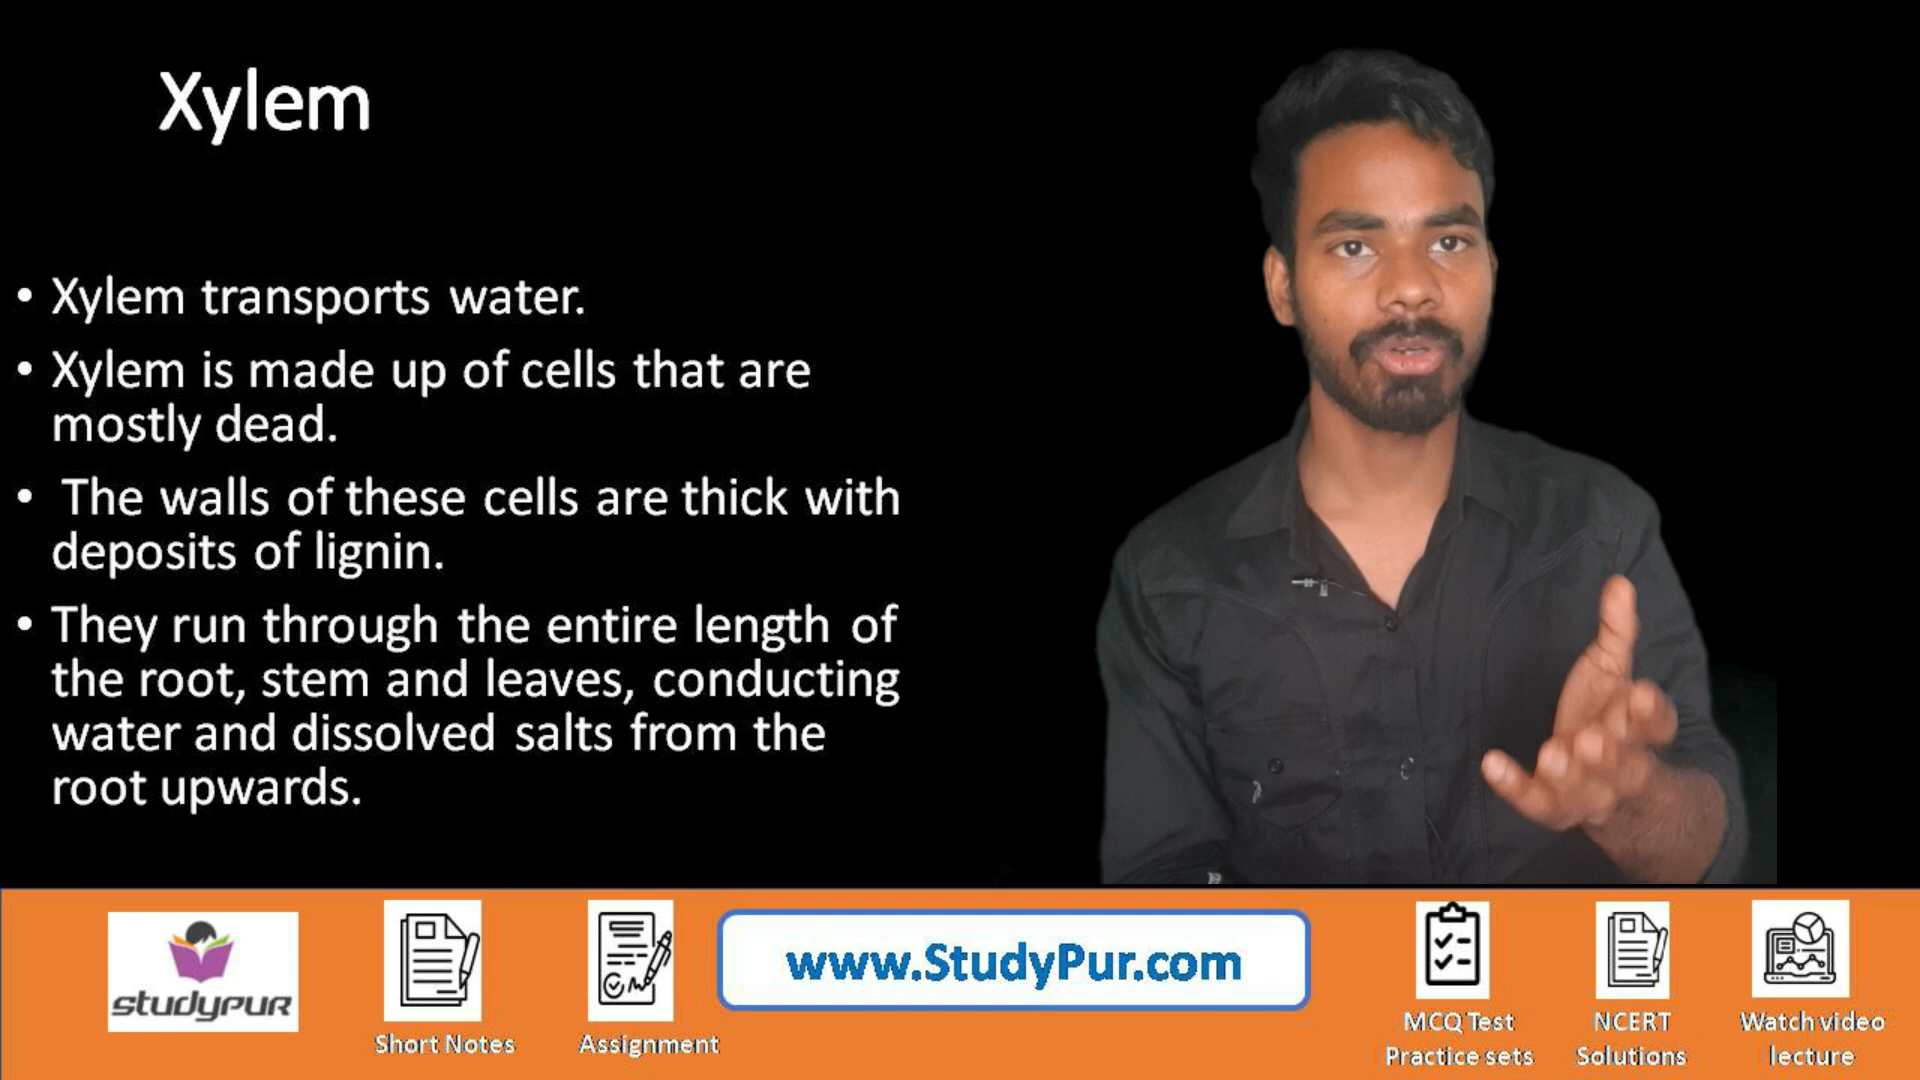 Xylem
• Xylem transports water.
• Xylem is made up of cells that are
mostly dead.
• The walls of these cells are thick with
deposits of lignin.
• They run through the entire length of
the root, stem and leaves, conducting
water and dissolved salts from the
root upwards.
studypur
Short Notes
Assignment
www.StudyPur.com
MCQ Test
Practice sets
NCERT
Solutions
Watch video
lecture